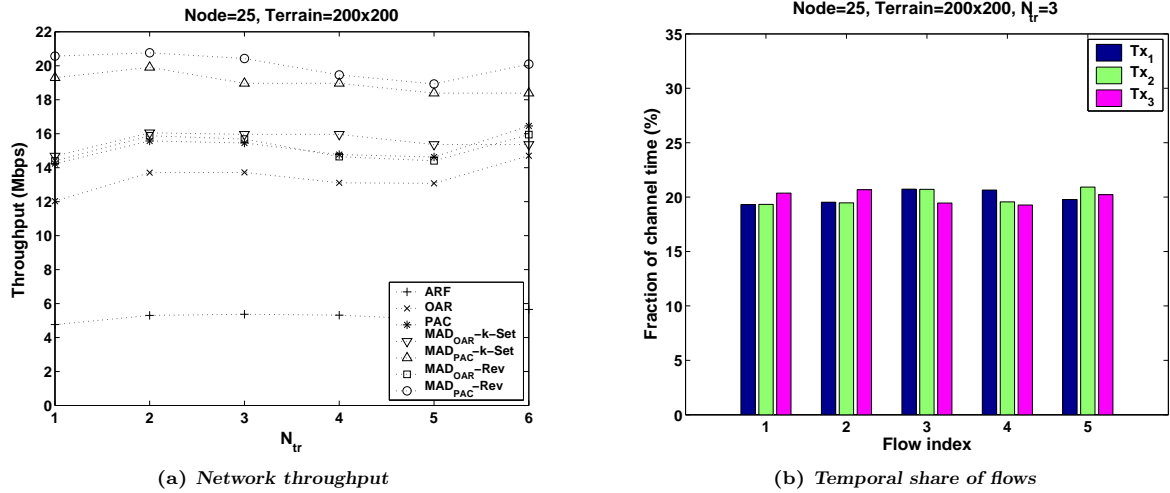 Node=25, Terrain=200x200
22
20
18
16
14
12
10
8
6
4
2
0
Throughput (Mbps)
1 2 3 4 5 6
N_tr
ARF
OAR
PAC
MAD_OAR−k−Set
MAD_PAC−k−Set
MAD_OAR−Rev
MAD_PAC−Rev
(a) Network throughput
Node=25, Terrain=200x200, N_tr=3
35
30
25
20
15
10
5
0
Fraction of channel time (%)
1 2 3 4 5
Flow index
Tx_1
Tx_2
Tx_3
(b) Temporal share of flows